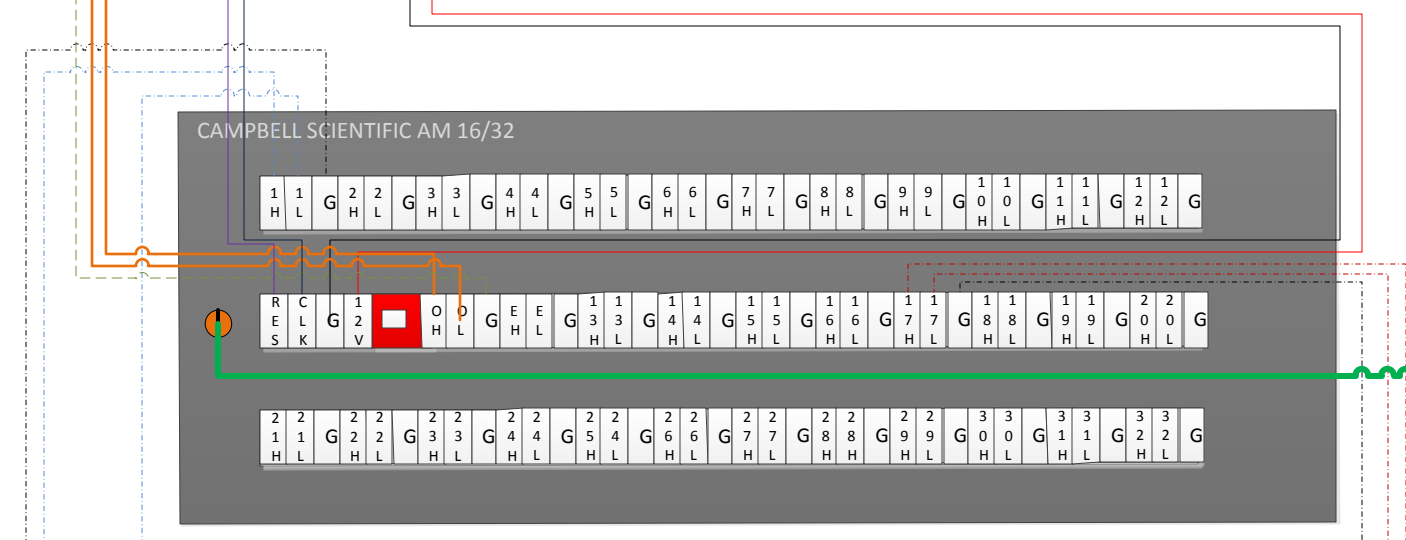 CAMPBELL SCIENTIFIC AM 16/32
1H 1L G 2H 2L G 3H 3L G 4H 4L G 5H 5L G 6H 6L G 7H 7L G 8H 8L G 9H 9L G 10H 10L G 11H 11L G 12H 12L G
RES CLK G 12V OH OL G EH EL G 13H 13L G 14H 14L G 15H 15L G 16H 16L G 17H 17L G 18H 18L G 19H 19L G 20H 20L G
21H 21L G 22H 22L G 23H 23L G 24H 24L G 25H 24L G 26H 26L G 27H 27L G 28H 28H G 29H 29L G 30H 30L G 31H 31L G 32H 32L G